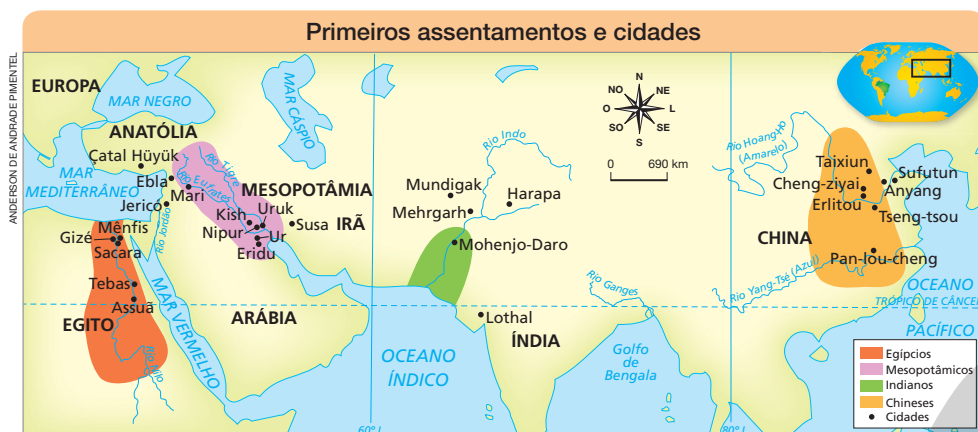 Primeiros assentamentos e cidades
ANDERSON DE ANDRADE PIMENTEL
EUROPA
MAR NEGRO
MAR CÁSPIO
ANATÓLIA
Çatal Hüyük
MAR
MEDITERRÂNEO
Ebla
Mari
Rio Tigre
Rio Eufrates
MESOPOTÂMIA
Jericó
Rio Jordão
Kish
Uruk
Nipur
Ur
Eridu
Susa
IRÃ
Mênfis
Gizé
Sacara
Tebas
Assuã
EGITO
Rio Nilo
MAR VERMELHO
ARÁBIA
Rio Indo
Mundigak
Harapa
Mehrgarh
Mohenjo-Daro
Lothal
ÍNDIA
OCEANO
ÍNDICO
Rio Ganges
Golfo
de
Bengala
N
NO
NE
O
L
SO
SE
S
0 690 km
Rio Hoang-Ho
(Amarelo)
Taixiun
Sufutun
Cheng-ziyai
Anyang
Erlitou
Tseng-tsou
CHINA
Pan-lou-cheng
Rio Yang-Tsé (Azul)
OCEANO
TRÓPICO DE CÂNCER
PACÍFICO
60º L
80º
Egípcios
Mesopotâmicos
Indianos
Chineses
Cidades